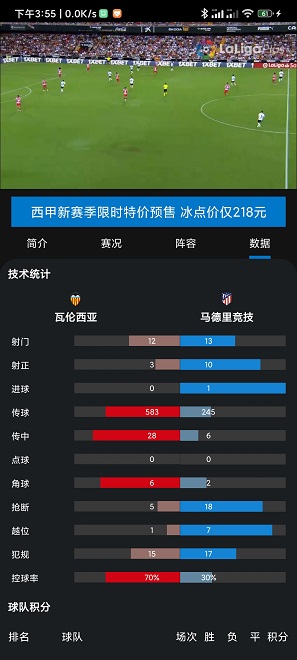 下午3:55 | 0.0K/s
LaLiga
1XBET 1XBET 1XBET 1XBET
西甲新赛季限时特价预售 冰点价仅218元
简介 赛况 阵容 数据
技术统计
瓦伦西亚 马德里竞技
射门 12 13
射正 3 10
进球 0 1
传球 583 245
传中 28 6
点球 0 0
角球 6 2
抢断 5 18
越位 1 7
犯规 15 17
控球率 70% 30%
球队积分
排名 球队 场次 胜 负 平 积分